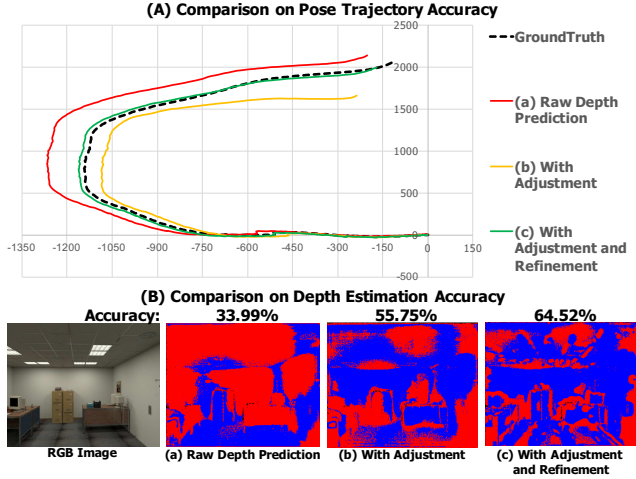 (A) Comparison on Pose Trajectory Accuracy
2500
2000
1500
1000
500
0
-500
-1350
-1200
-1050
-900
-750
-600
-450
-300
-150
0
150
GroundTruth
(a) Raw Depth
Prediction
(b) With
Adjustment
(c) With
Adjustment and
Refinement
(B) Comparison on Depth Estimation Accuracy
Accuracy: 33.99% 55.75% 64.52%
RGB Image
(a) Raw Depth Prediction
(b) With Adjustment
(c) With Adjustment
and Refinement